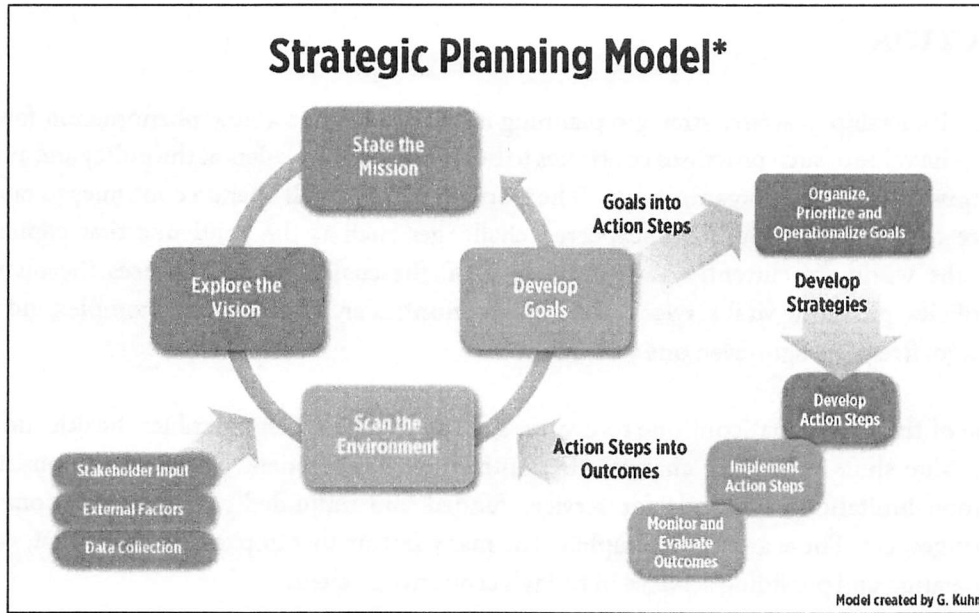 Strategic Planning Model*
State the
Mission
Explore the
Vision
Develop
Goals
Scan the
Environment
Stakeholder Input
External Factors
Data Collection
Goals into
Action Steps
Organize,
Prioritize and
Operationalize Goals
Develop
Strategies
Develop
Action Steps
Implement
Action Steps
Monitor and
Evaluate
Outcomes
Action Steps into
Outcomes
Model created by G. Kuhn